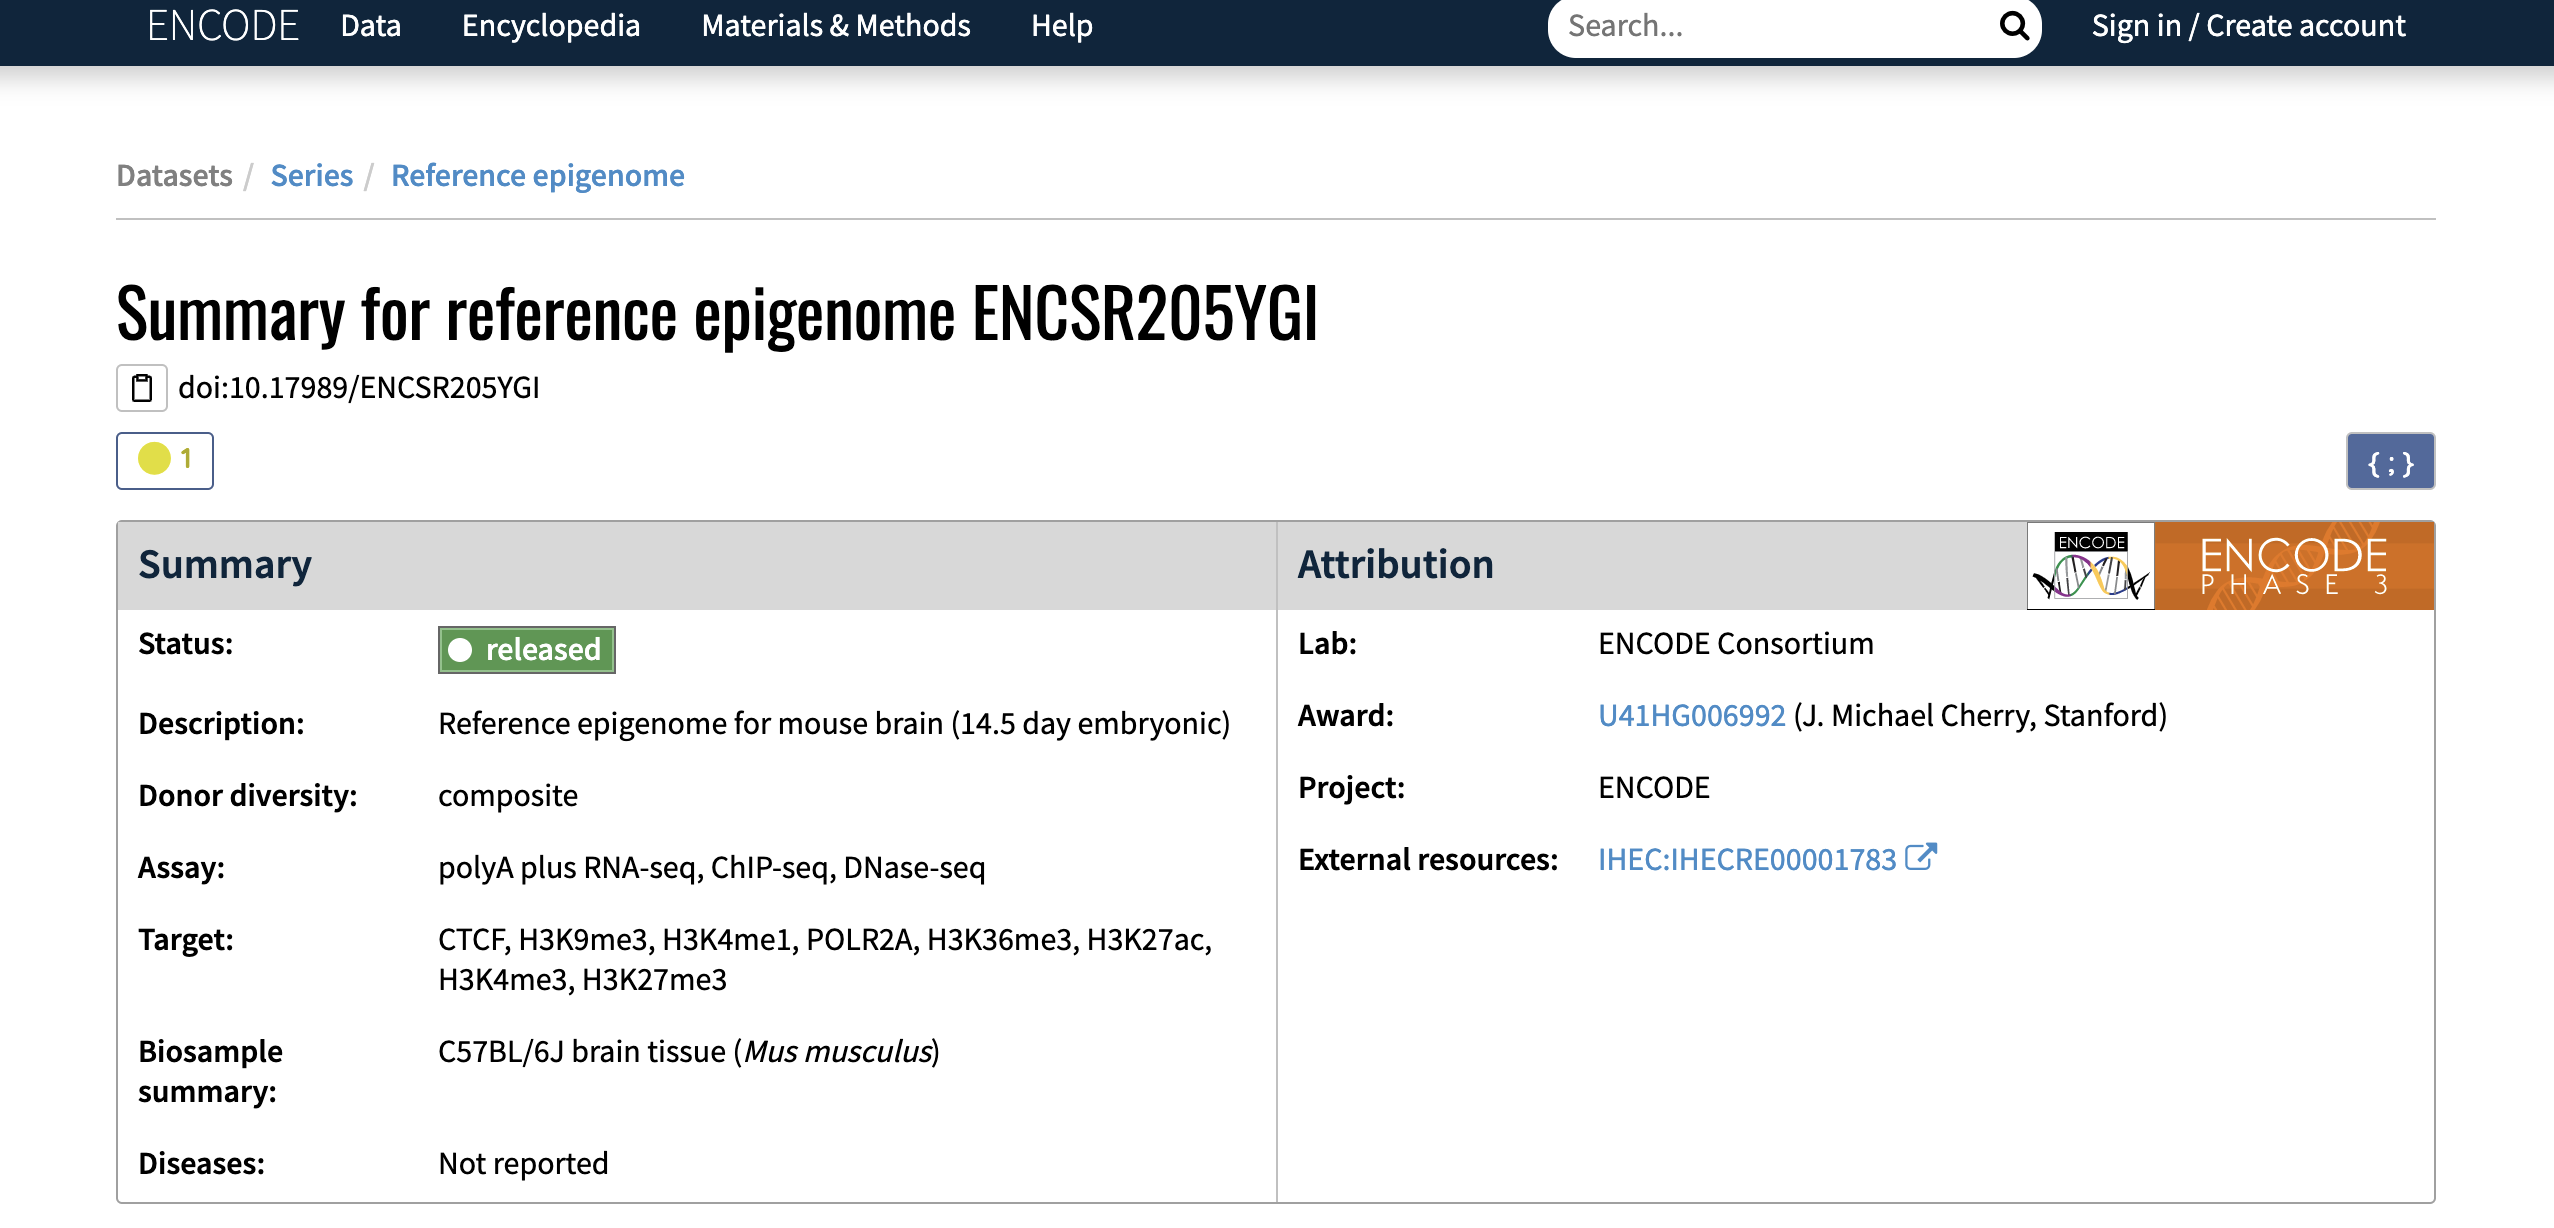 ENCODE Data Encyclopedia Materials & Methods Help Search... Sign in / Create account
Datasets / Series / Reference epigenome
Summary for reference epigenome ENCSR205YGI
doi:10.17989/ENCSR205YGI
1
{ ; }
Summary
Status: released
Description: Reference epigenome for mouse brain (14.5 day embryonic)
Donor diversity: composite
Assay: polyA plus RNA-seq, ChIP-seq, DNase-seq
Target: CTCF, H3K9me3, H3K4me1, POLR2A, H3K36me3, H3K27ac,
H3K4me3, H3K27me3
Biosample C57BL/6J brain tissue (Mus musculus)
summary:
Diseases: Not reported
Attribution
ENCODE
ENCODE
PHASE 3
Lab: ENCODE Consortium
Award: U41HG006992 (J. Michael Cherry, Stanford)
Project: ENCODE
External resources: IHEC:IHECRE00001783